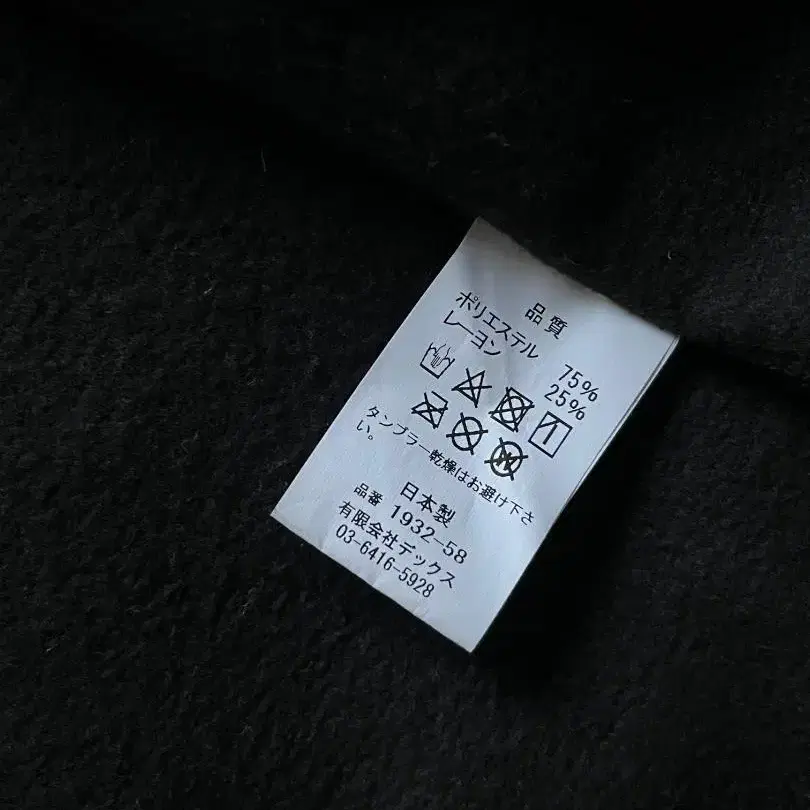 品質
ポリエステル 75%
レーヨン 25%
タンブラー乾燥はお避け下さ
い。
日本製
品番 1932-58
有限会社デックス
03-6416-5928